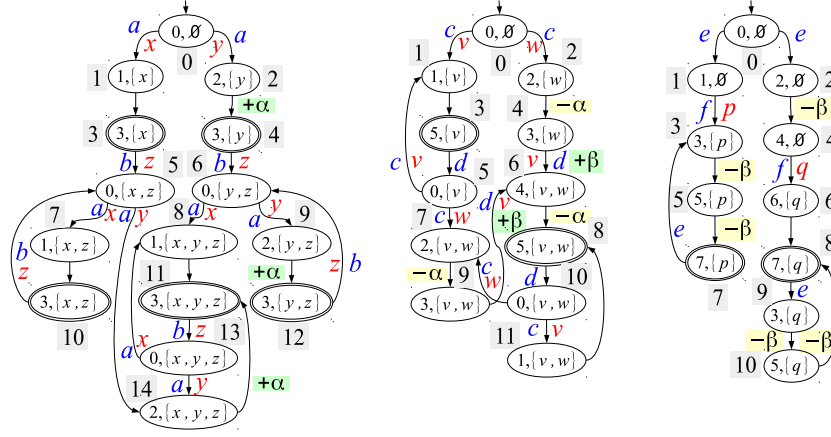 a x 0,∅ y a
0
1 1,{x} 2,{y} 2
+α
3 3,{x} 3,{y} 4
b z b z
0,{x,z} 5 6 0,{y,z}
7 a x a y 8 a x a y 9
1,{x,z} 1,{x,y,z} 2,{y,z}
b z 11 +α z b
3,{x,z} 3,{x,y,z} 3,{y,z}
10 b z 13 12
a x 0,{x,y,z}
14 a y +α
2,{x,y,z}
c v 0,∅ w c
0
1 1,{v} 2,{w} 2
3 4 −α
5,{v} 3,{w}
c v d 5 6 v d +β
0,{v} 4,{v,w}
7 c w d v +β −α
2,{v,w} 5,{v,w} 8
−α 9 c w d 10
3,{v,w} 0,{v,w}
11 c v
1,{v,w}
e 0,∅ e
0
1 1,∅ 2,∅ 2
f p −β
3 3,{p} 4,∅ 4
−β f q
5 5,{p} 6,{q} 6
e −β 8
7,{p} 7,{q}
7 9 e
3,{q}
−β −β
10 5,{q}